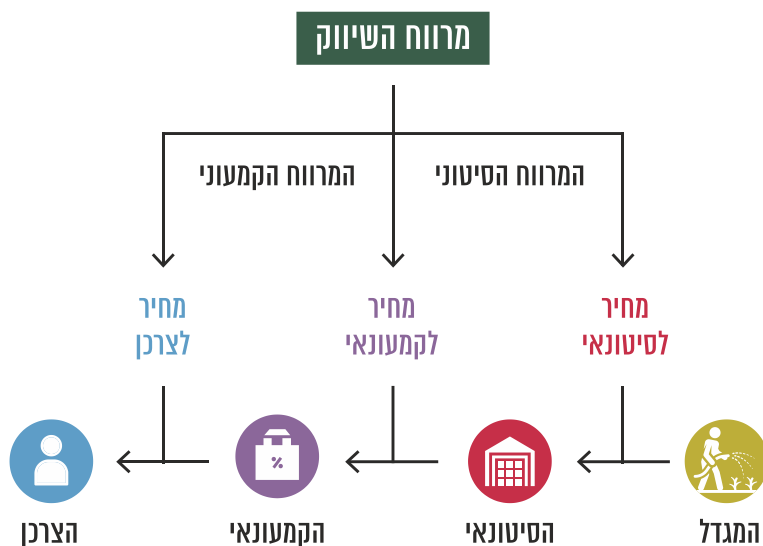 מרווח השיווק
המרווח הסיטוני
המרווח הקמעוני
מחיר
לסיטונאי
מחיר
לקמעונאי
מחיר
לצרכן
%
המגדל
הסיטונאי
הקמעונאי
הצרכן